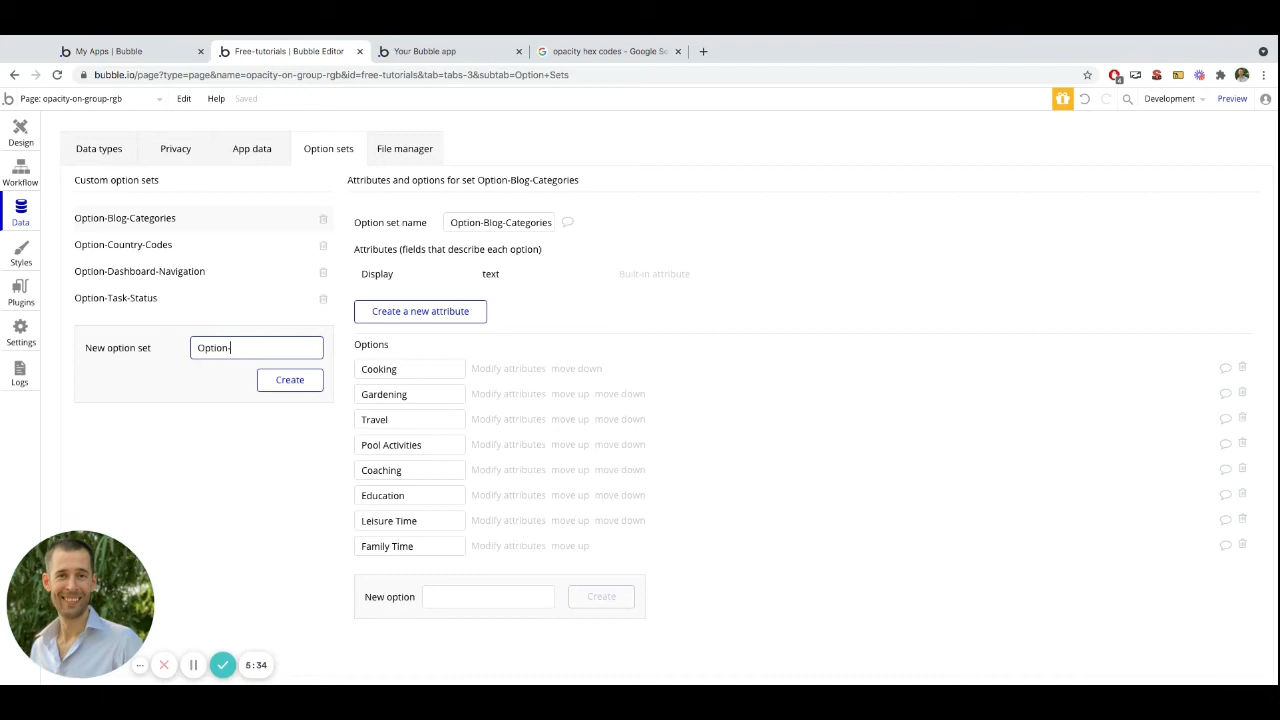 My Apps | Bubble
Free-tutorials | Bubble Editor
Your Bubble app
opacity hex codes - Google Se
bubble.io/page?type=page&name=opacity-on-group-rgb&id=free-tutorials&tab=tabs-3&subtab=Option+Sets
Page: opacity-on-group-rgb
Edit
Help
Saved
Development
Preview
Design
Workflow
Data
Styles
Plugins
Settings
Logs
Data types
Privacy
App data
Option sets
File manager
Custom option sets
Option-Blog-Categories
Option-Country-Codes
Option-Dashboard-Navigation
Option-Task-Status
New option set
Option-
Create
Attributes and options for set Option-Blog-Categories
Option set name
Option-Blog-Categories
Attributes (fields that describe each option)
Display text Built-in attribute
Create a new attribute
Options
Cooking Modify attributes move down
Gardening Modify attributes move up move down
Travel Modify attributes move up move down
Pool Activities Modify attributes move up move down
Coaching Modify attributes move up move down
Education Modify attributes move up move down
Leisure Time Modify attributes move up move down
Family Time Modify attributes move up
New option
Create
5:34